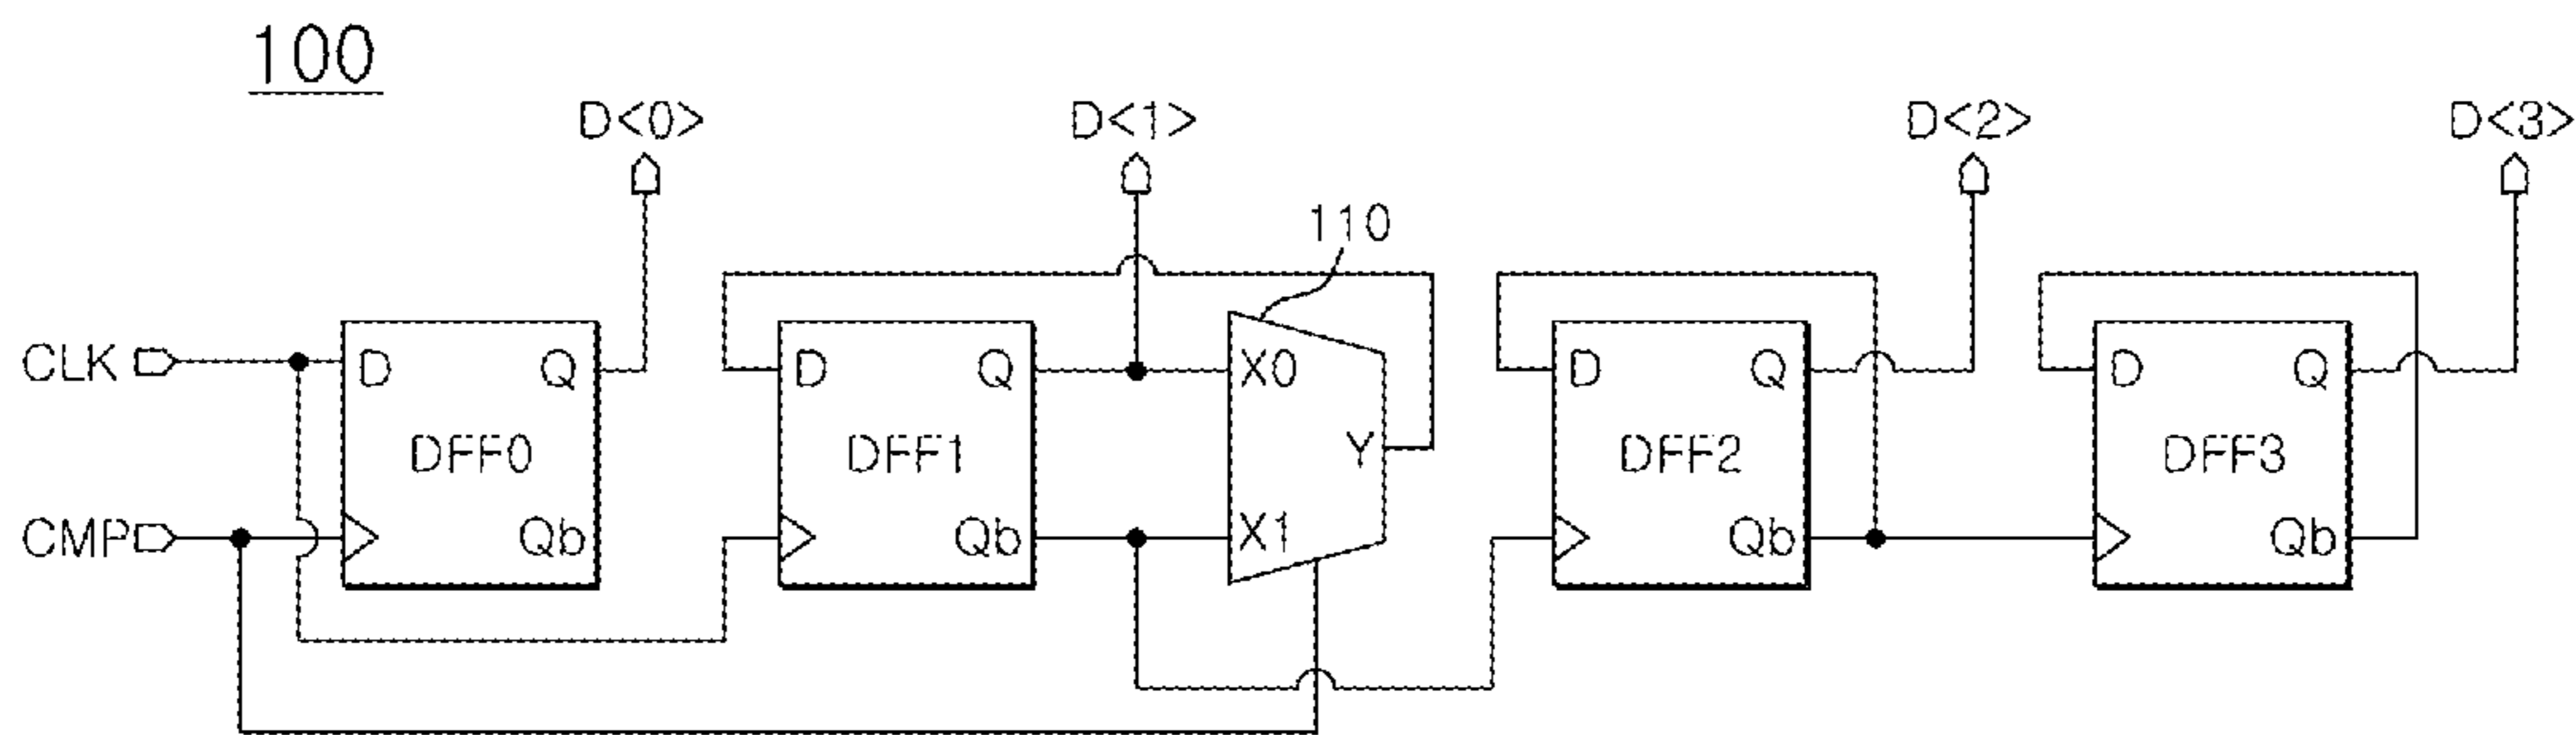 100
D<0> D<1> D<2> D<3>
110
CLK D Q D Q X0 D Q D Q
DFF0 DFF1 Y DFF2 DFF3
CMP Qb Qb X1 Qb Qb